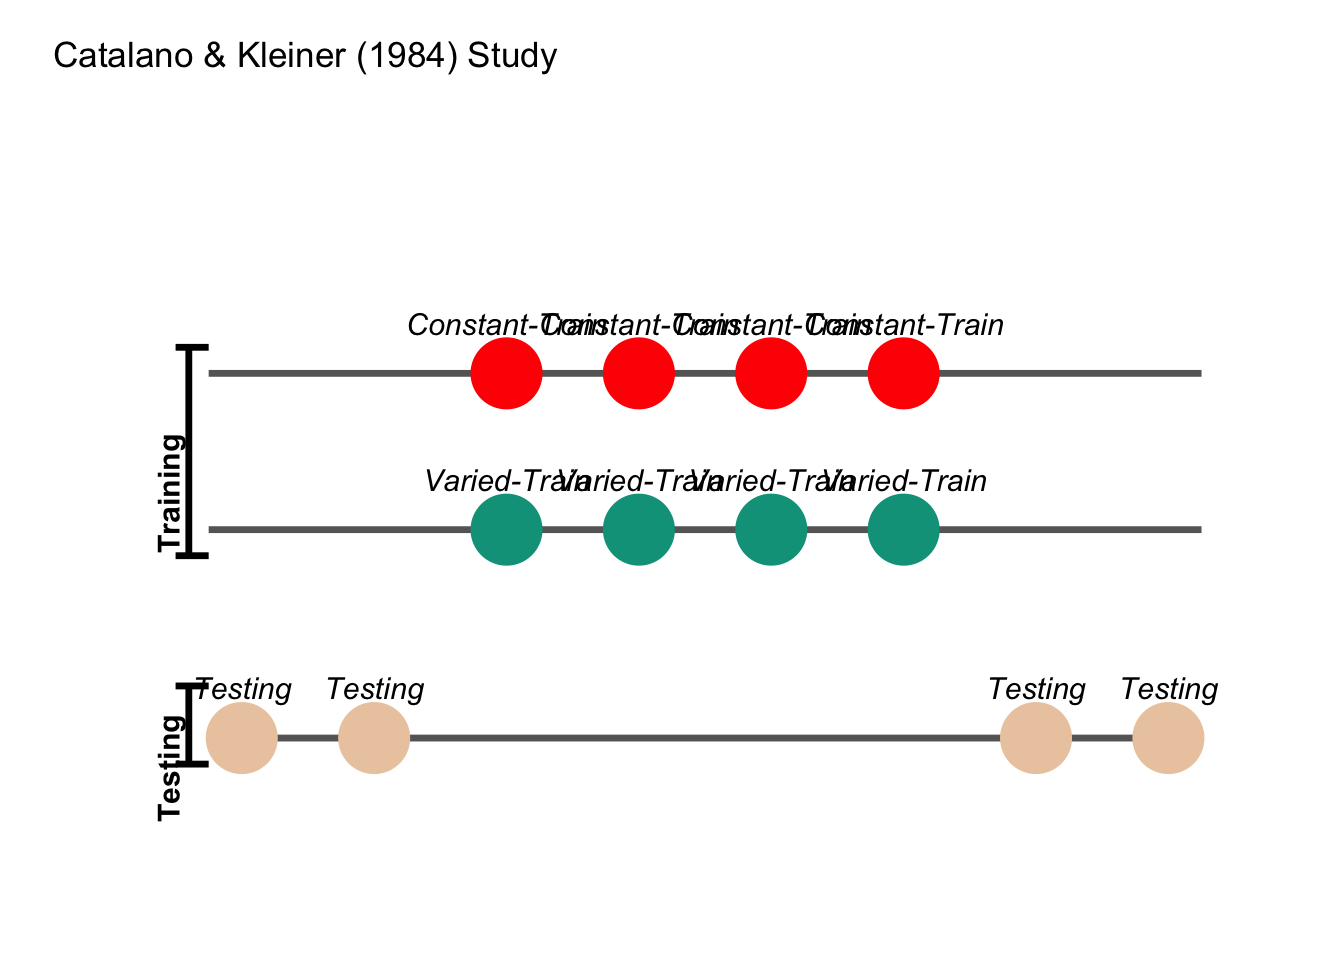 Catalano & Kleiner (1984) Study
Constant-Train Constant-Train Constant-Train Constant-Train
Training
Varied-Train Varied-Train Varied-Train Varied-Train
Testing Testing Testing Testing
Testing